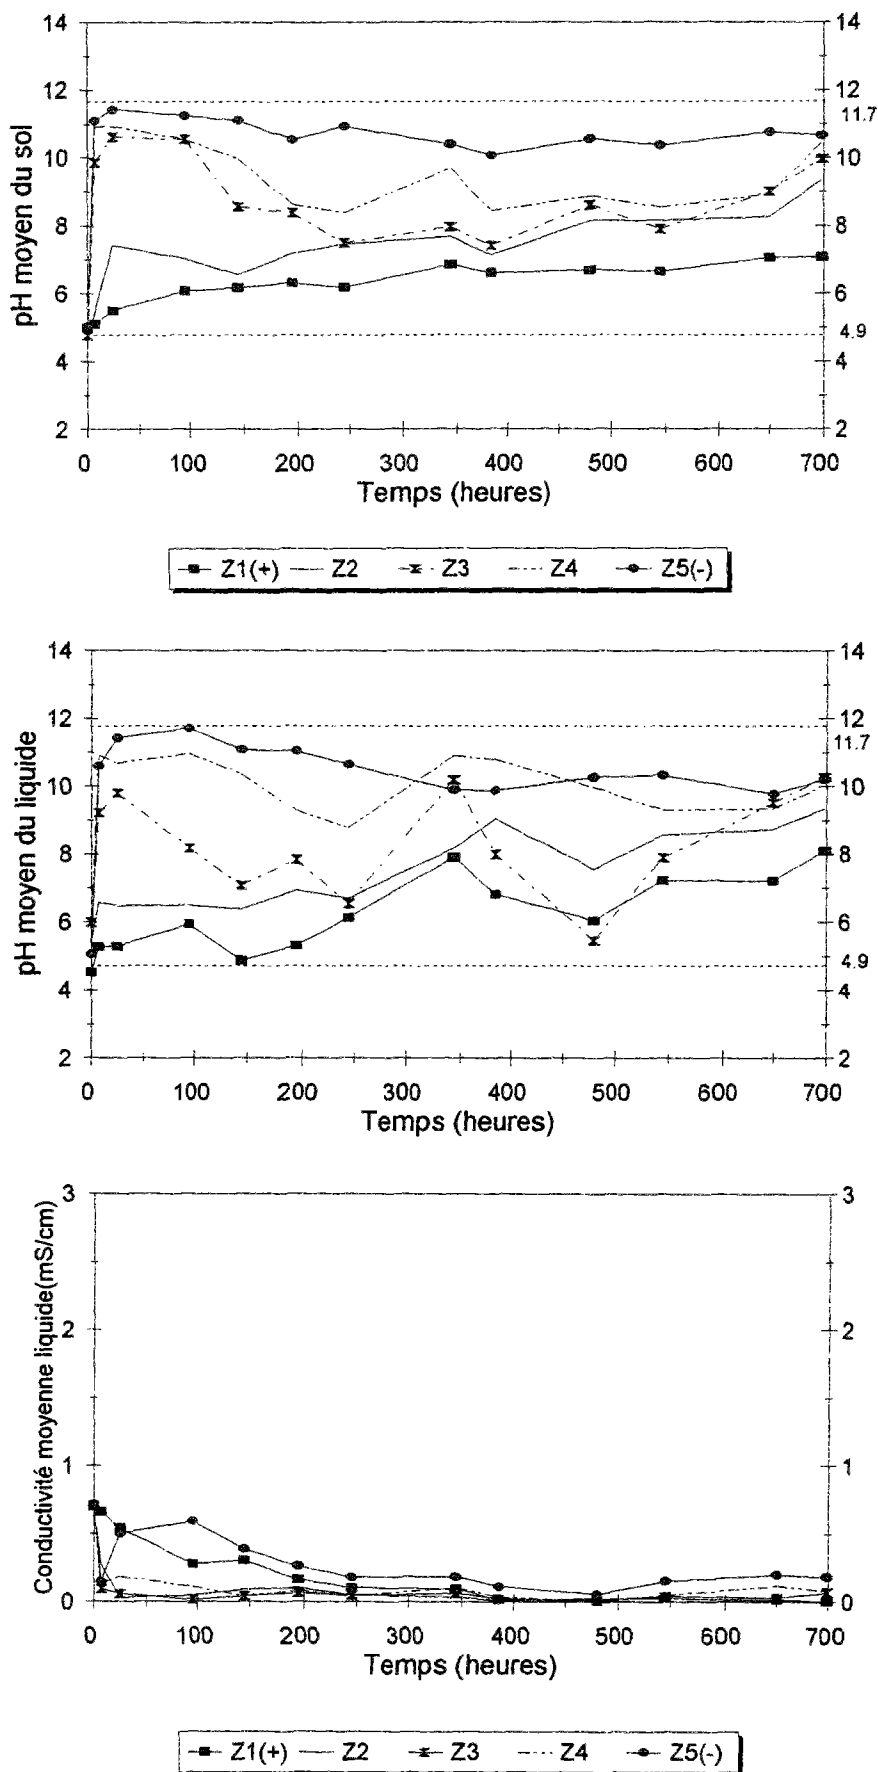 14 14
12 12
11.7
10 10
8 8
6 6
4.9
4 4
2 2
pH moyen du sol
0 100 200 300 400 500 600 700
Temps (heures)
Z1(+) Z2 Z3 Z4 Z5(-)
14 14
12 12
11.7
10 10
8 8
6 6
4.9
4 4
2 2
pH moyen du liquide
0 100 200 300 400 500 600 700
Temps (heures)
3 3
2 2
1 1
0 0
Conductivité moyenne liquide(mS/cm)
0 100 200 300 400 500 600 700
Temps (heures)
Z1(+) Z2 Z3 Z4 Z5(-)